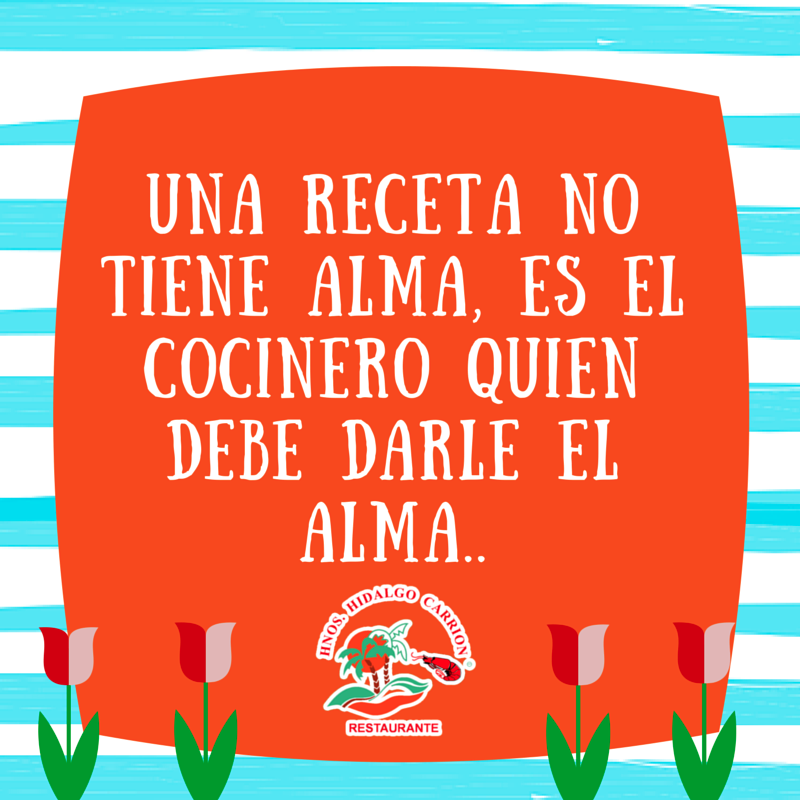 UNA RECETA NO
TIENE ALMA, ES EL
COCINERO QUIEN
DEBE DARLE EL
ALMA..
HNOS. HIDALGO CARRION
®
RESTAURANTE